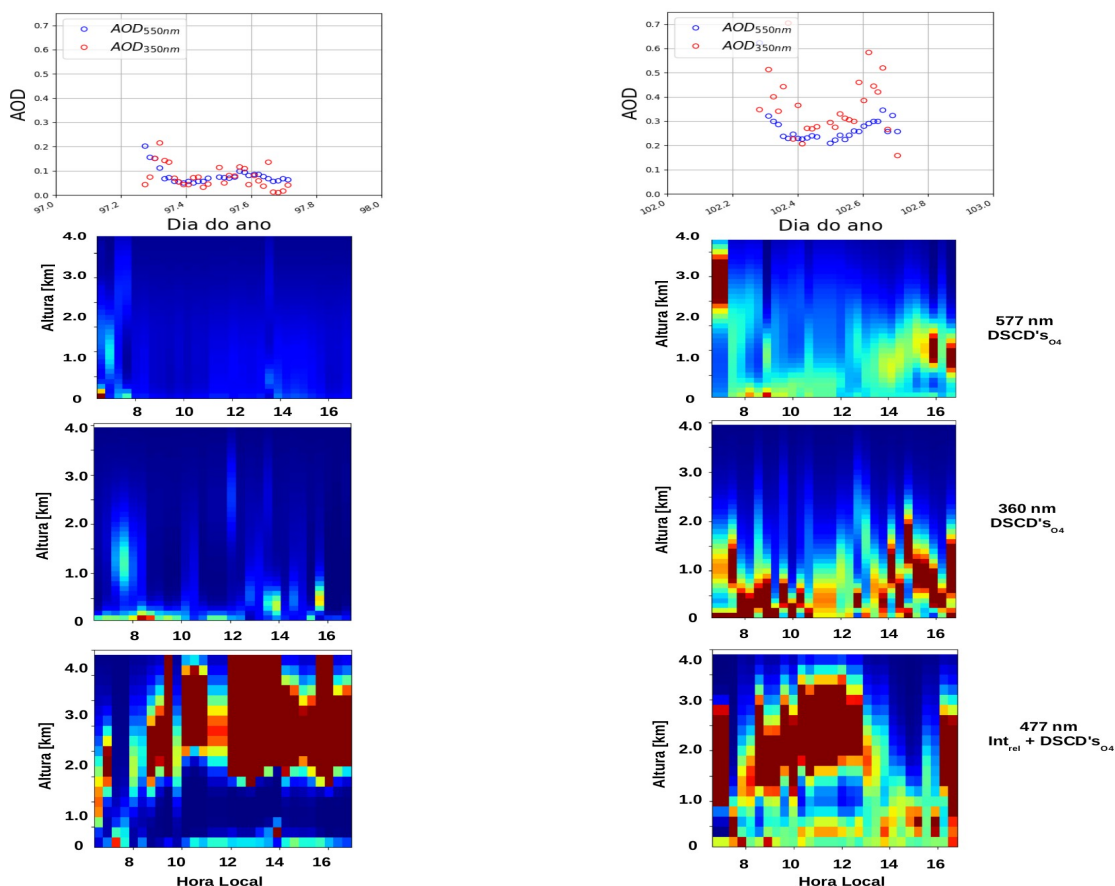 0.7
0.6
0.5
0.4
0.3
0.2
0.1
0.0
AOD
AOD550nm
AOD350nm
97.0
97.2
97.4
97.6
97.8
98.0
Dia do ano
0.7
0.6
0.5
0.4
0.3
0.2
0.1
0.0
AOD
AOD550nm
AOD350nm
102.0
102.2
102.4
102.6
102.8
103.0
Dia do ano
4.0
3.0
2.0
1.0
0
Altura [km]
8 10 12 14 16
4.0
3.0
2.0
1.0
0
Altura [km]
8 10 12 14 16
577 nm
DSCD'sO4
4.0
3.0
2.0
1.0
0
Altura [km]
8 10 12 14 16
4.0
3.0
2.0
1.0
0
Altura [km]
8 10 12 14 16
360 nm
DSCD'sO4
4.0
3.0
2.0
1.0
0
Altura [km]
8 10 12 14 16
Hora Local
4.0
3.0
2.0
1.0
0
Altura [km]
8 10 12 14 16
Hora Local
477 nm
Intrel + DSCD'sO4